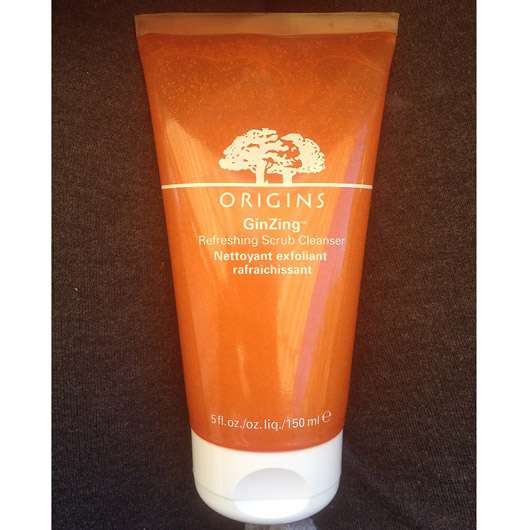 ORIGINS
GinZing™
Refreshing Scrub Cleanser
Nettoyant exfoliant
rafraichissant
5 fl.oz./oz.liq./150 ml ℮